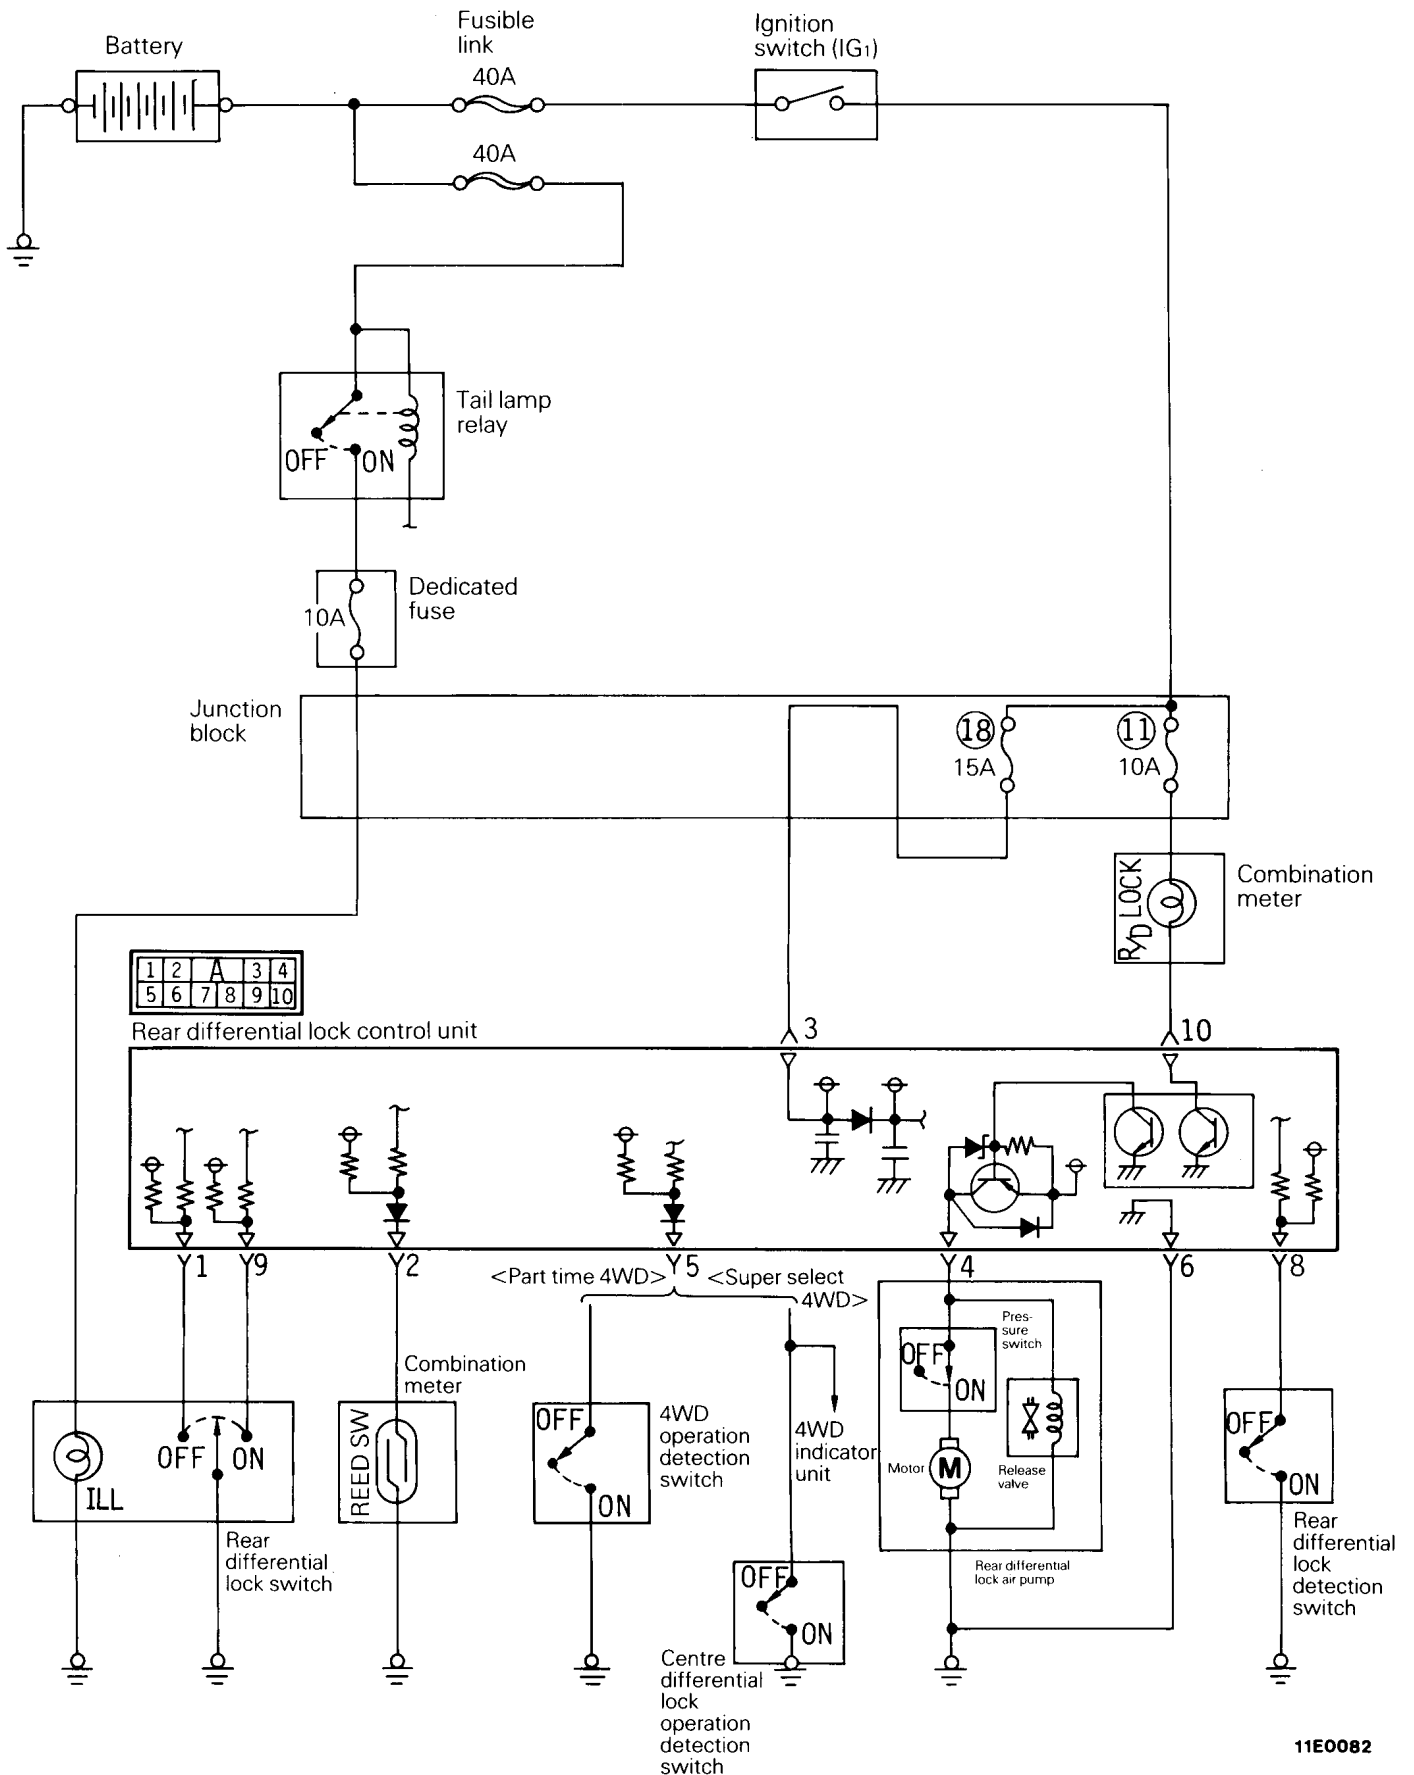 Battery
Fusible
link
40A
Ignition
switch (IG1)
40A
Tail lamp
relay
OFF
ON
Dedicated
fuse
10A
Junction
block
18
15A
11
10A
R/D LOCK
Combination
meter
1 2 A 3 4
5 6 7 8 9 10
Rear differential lock control unit
3
10
1
9
2
5
4
6
8
<Part time 4WD>
<Super select
4WD>
Combination
meter
REED SW
OFF
ON
ILL
Rear
differential
lock switch
OFF
ON
4WD
operation
detection
switch
4WD
indicator
unit
OFF
ON
Centre
differential
lock
operation
detection
switch
Pres-
sure
switch
OFF
ON
Motor
M
Release
valve
Rear differential
lock air pump
OFF
ON
Rear
differential
lock
detection
switch
11E0082